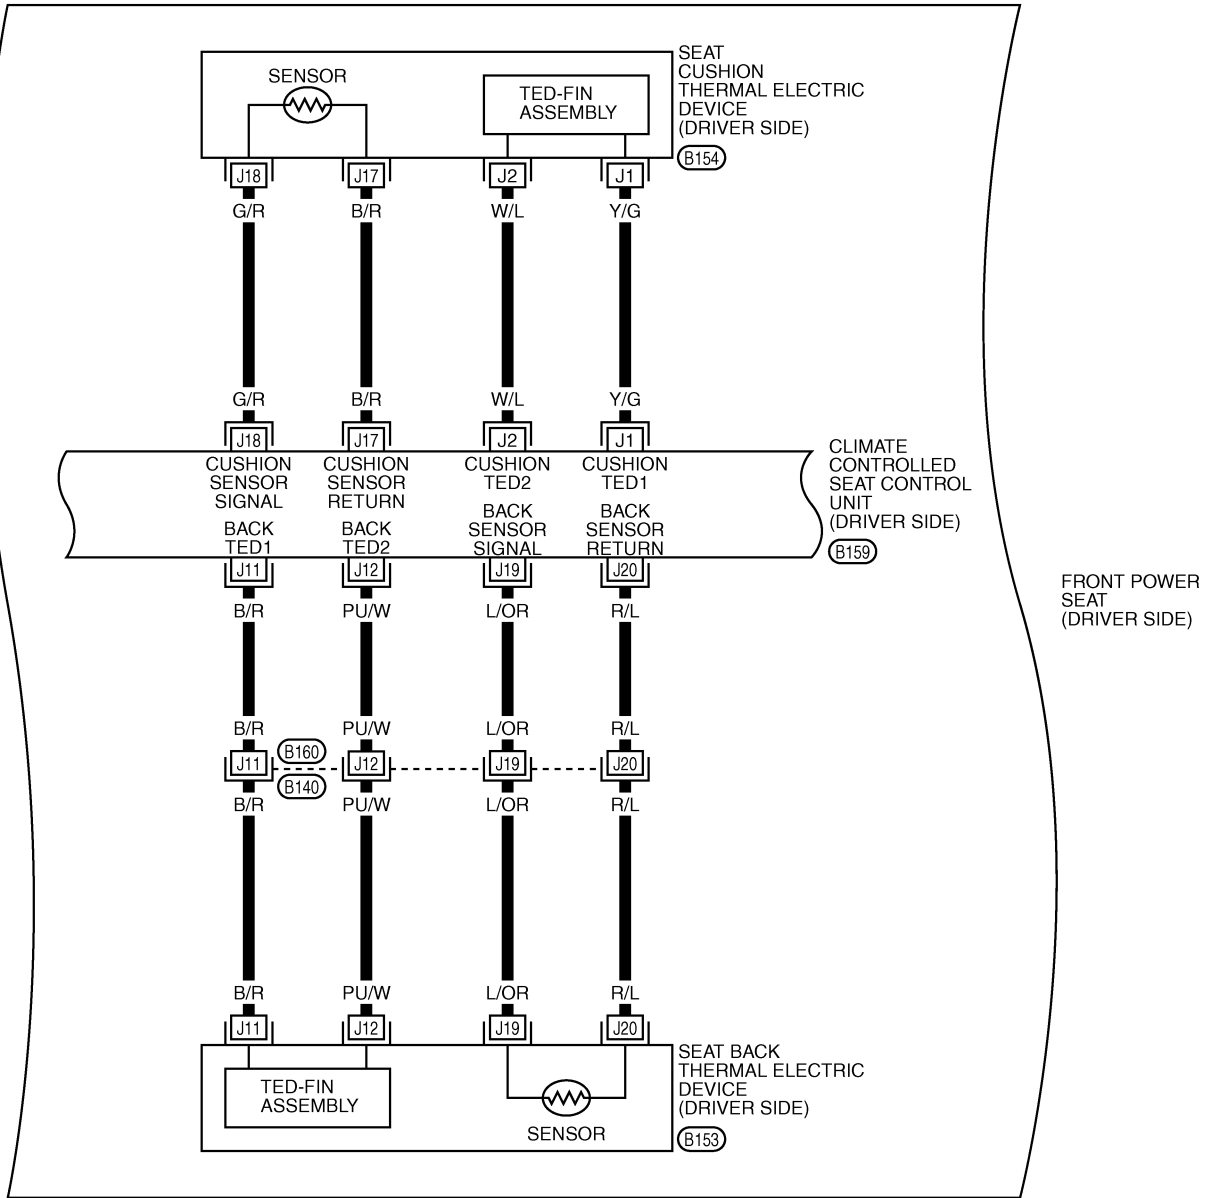 SEAT
CUSHION
THERMAL ELECTRIC
DEVICE
(DRIVER SIDE)
B154
SENSOR
TED-FIN
ASSEMBLY
J18 J17 J2 J1
G/R B/R W/L Y/G
G/R B/R W/L Y/G
J18 J17 J2 J1
CUSHION
SENSOR
SIGNAL
CUSHION
SENSOR
RETURN
CUSHION
TED2
CUSHION
TED1
CLIMATE
CONTROLLED
SEAT CONTROL
UNIT
(DRIVER SIDE)
B159
BACK
TED1
BACK
TED2
BACK
SENSOR
SIGNAL
BACK
SENSOR
RETURN
J11 J12 J19 J20
B/R PU/W L/OR R/L
FRONT POWER
SEAT
(DRIVER SIDE)
B/R PU/W L/OR R/L
B160
J11 J12 J19 J20
B140
B/R PU/W L/OR R/L
B/R PU/W L/OR R/L
J11 J12 J19 J20
TED-FIN
ASSEMBLY
SENSOR
SEAT BACK
THERMAL ELECTRIC
DEVICE
(DRIVER SIDE)
B153